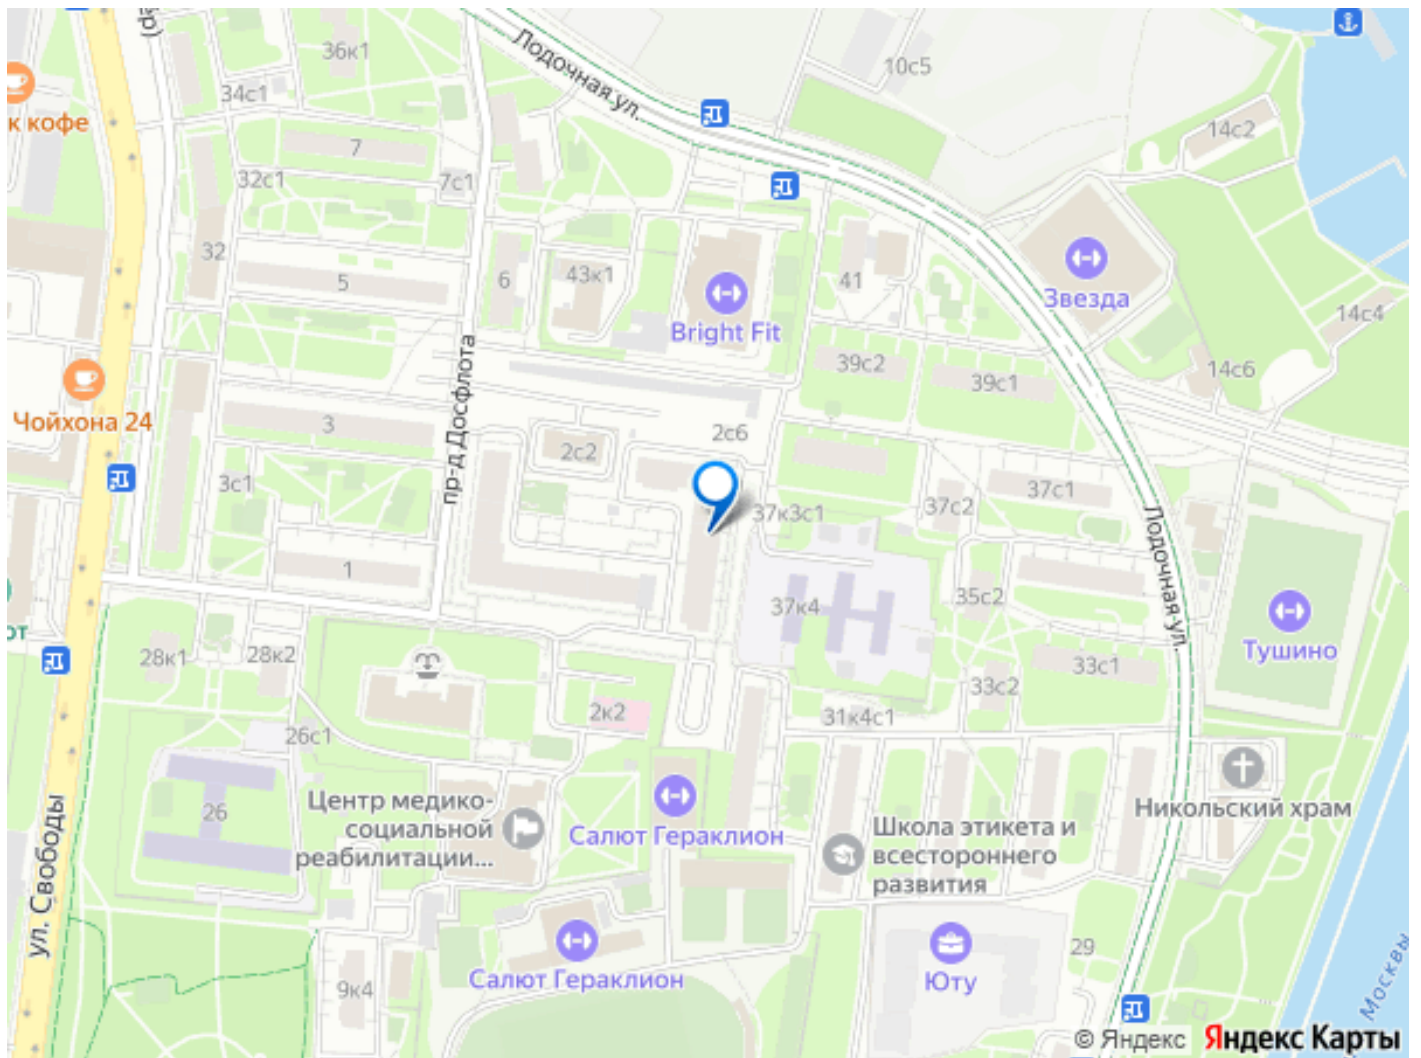 36к1
Лодочная ул.
10с5
34с1
к кофе
14с2
7
32с1
7с1
32
5
6
43к1
41
Звезда
Bright Fit
14с4
39с2
39с1
14с6
Чойхона 24
пр-д Досфлота
3
2с6
2с2
3с1
37с1
37с2
37к3с1
Лодочная ул.
1
37к4
35с2
от
28к1
28к2
Тушино
33с1
33с2
2к2
31к4с1
26с1
26
Центр медико-
социальной
реабилитации...
Салют Гераклион
Школа этикета и
всестороннего
развития
Никольский храм
ул. Свободы
Салют Гераклион
9к4
Юту
29
Москвы
© Яндекс Яндекс Карты